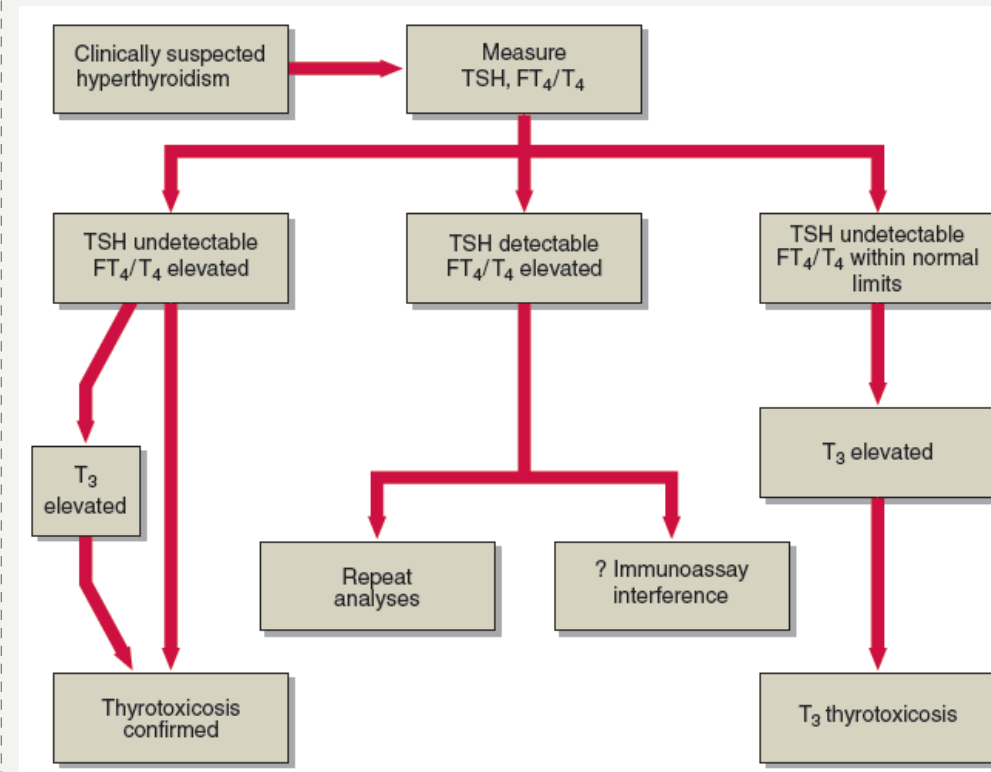 Clinically suspected
hyperthyroidism
Measure
TSH, FT₄/T₄
TSH undetectable
FT₄/T₄ elevated
TSH detectable
FT₄/T₄ elevated
TSH undetectable
FT₄/T₄ within normal
limits
T₃
elevated
T₃ elevated
Repeat
analyses
? Immunoassay
interference
Thyrotoxicosis
confirmed
T₃ thyrotoxicosis